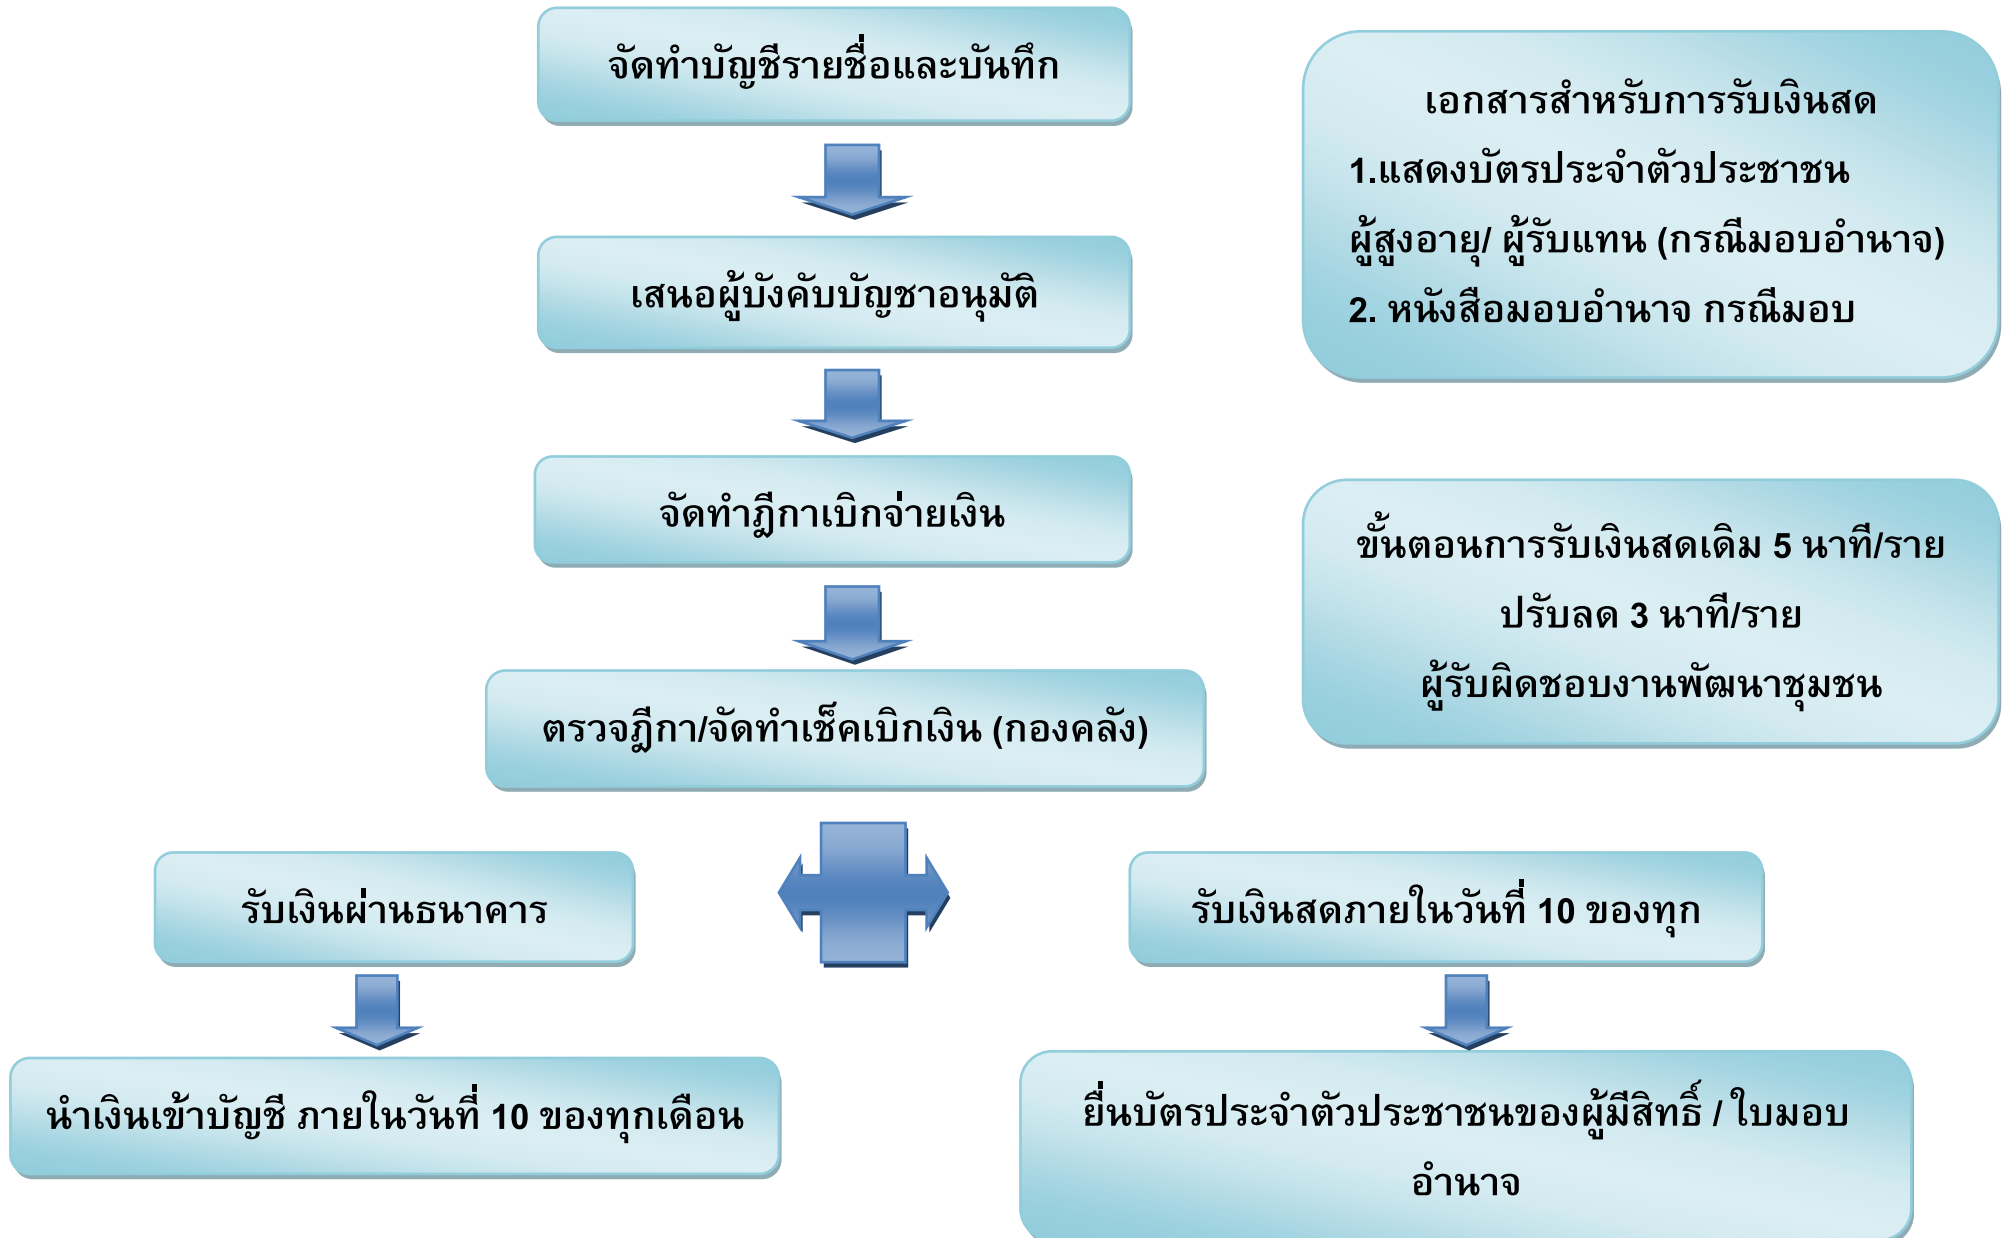 จัดทำบัญชีรายชื่อและบันทึก
เสนอผู้บังคับบัญชาอนุมัติ
จัดทำฎีกาเบิกจ่ายเงิน
ตรวจฎีกา/จัดทำเช็คเบิกเงิน (กองคลัง)
รับเงินผ่านธนาคาร
นำเงินเข้าบัญชี ภายในวันที่ 10 ของทุกเดือน
รับเงินสดภายในวันที่ 10 ของทุก
ยื่นบัตรประจำตัวประชาชนของผู้มีสิทธิ์ / ใบมอบ
อำนาจ
เอกสารสำหรับการรับเงินสด
1.แสดงบัตรประจำตัวประชาชน
ผู้สูงอายุ/ ผู้รับแทน (กรณีมอบอำนาจ)
2. หนังสือมอบอำนาจ กรณีมอบ
ขั้นตอนการรับเงินสดเดิม 5 นาที/ราย
ปรับลด 3 นาที/ราย
ผู้รับผิดชอบงานพัฒนาชุมชน